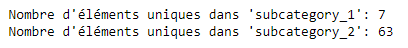 Nombre d'éléments uniques dans 'subcategory_1': 7
Nombre d'éléments uniques dans 'subcategory_2': 63